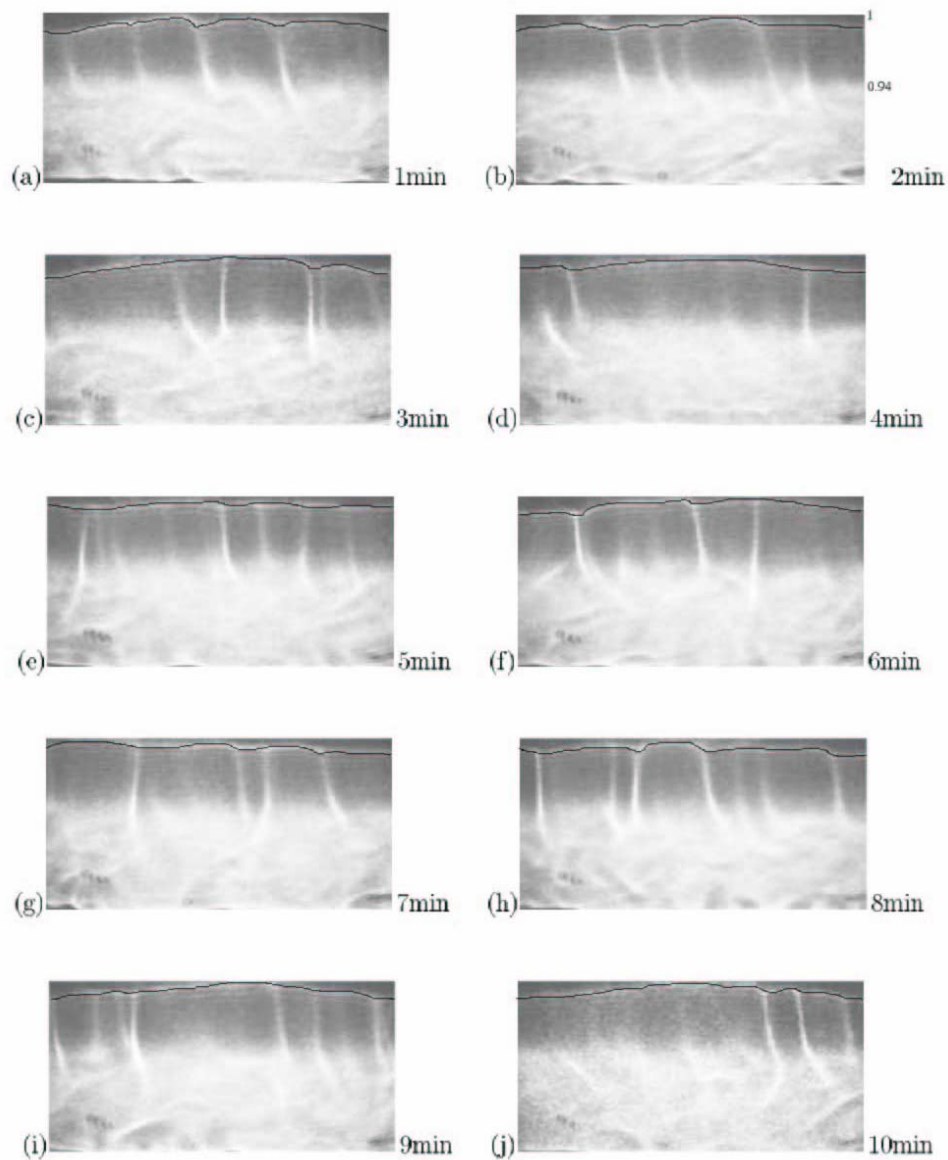 (a) 1min
(b) 2min
1
0.94
(c) 3min
(d) 4min
(e) 5min
(f) 6min
(g) 7min
(h) 8min
(i) 9min
(j) 10min